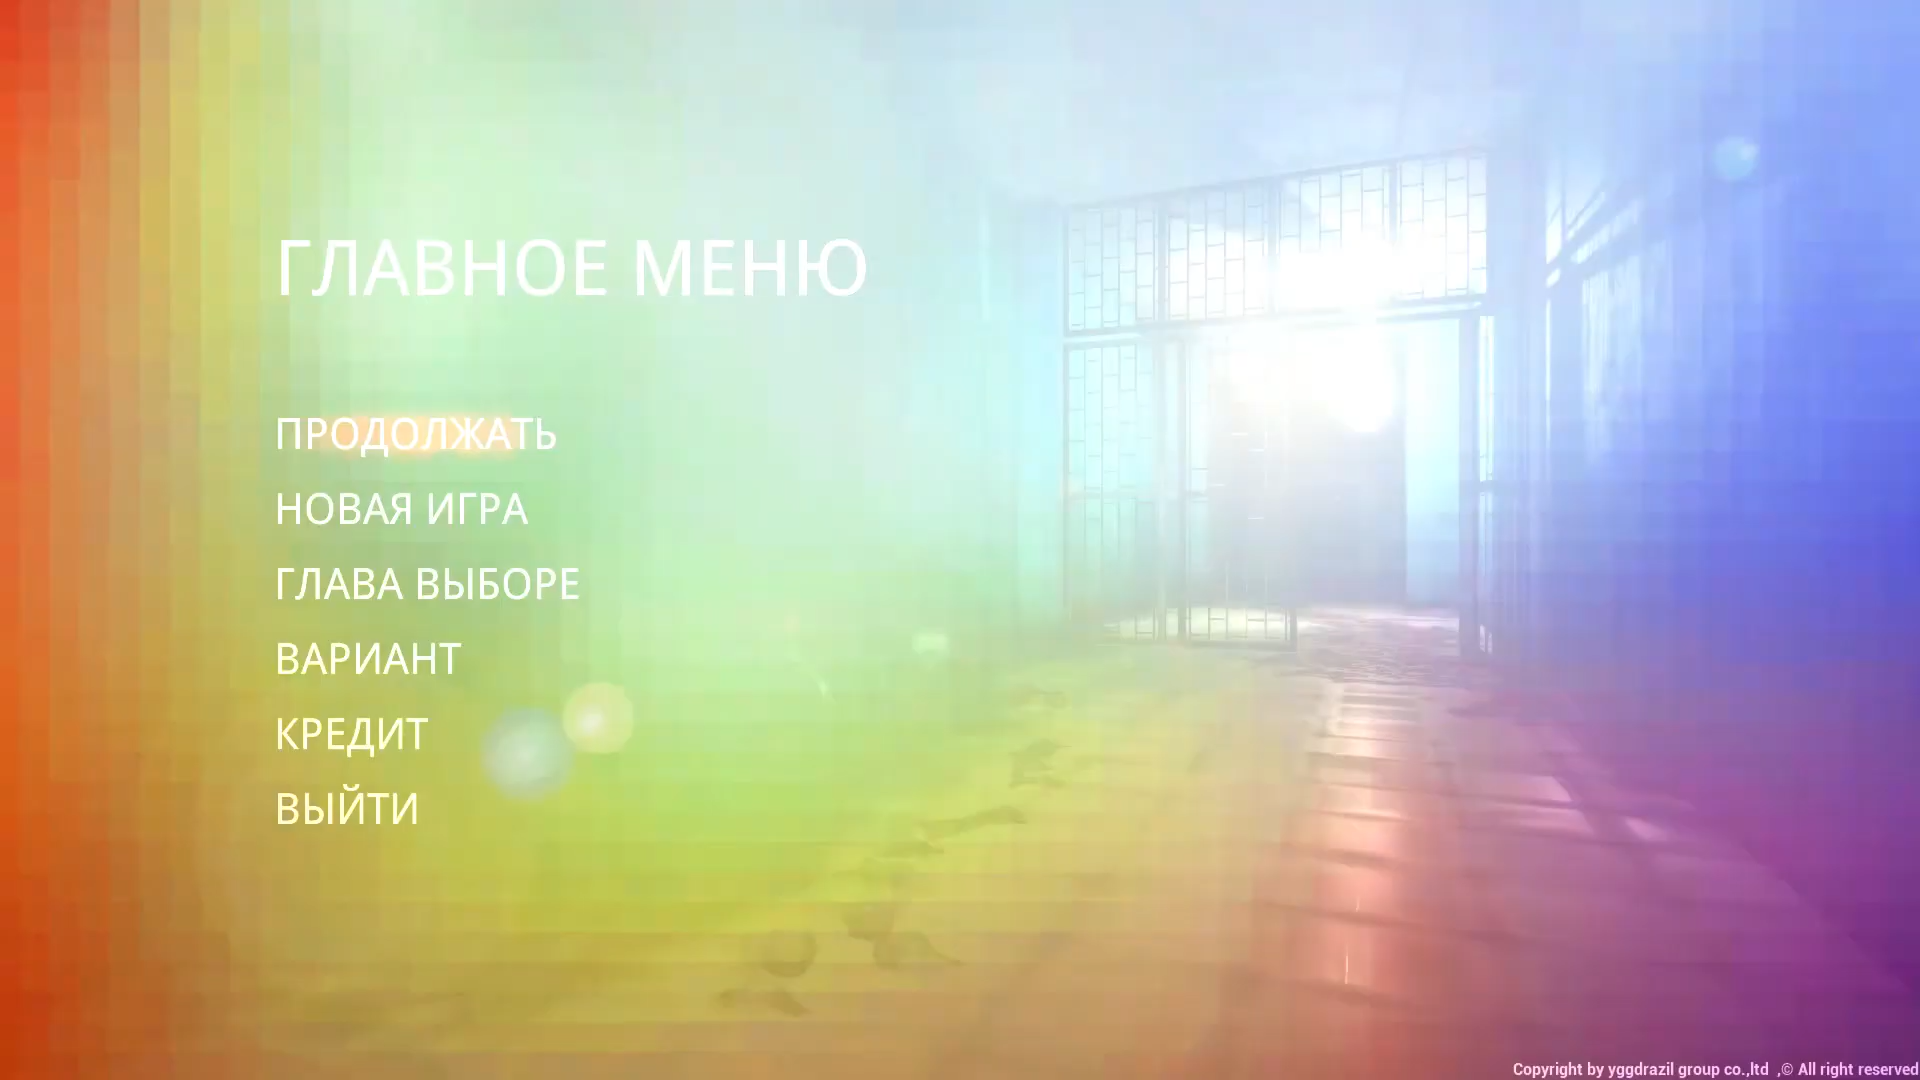 ГЛАВНОЕ МЕНЮ
ПРОДОЛЖАТЬ
НОВАЯ ИГРА
ГЛАВА ВЫБОРЕ
ВАРИАНТ
КРЕДИТ
ВЫЙТИ
Copyright by yggdrazil group co.,ltd ,© All right reserved